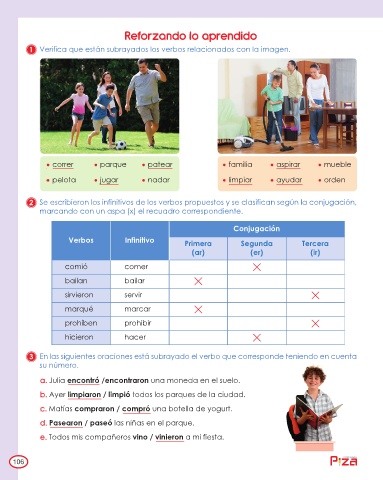 Reforzando lo aprendido
1 Verifica que están subrayados los verbos relacionados con la imagen.
• correr • parque • patear
• pelota • jugar • nadar
• familia • aspirar • mueble
• limpiar • ayudar • orden
2 Se escribieron los infinitivos de los verbos propuestos y se clasifican según la conjugación,
marcando con un aspa (x) el recuadro correspondiente.
Verbos Infinitivo Conjugación
Primera (ar) Segunda (er) Tercera (ir)
comió comer X
bailan bailar X
sirvieron servir X
marqué marcar X
prohíben prohibir X
hicieron hacer X
3 En las siguientes oraciones está subrayado el verbo que corresponde teniendo en cuenta
su número.
a. Julia encontró /encontraron una moneda en el suelo.
b. Ayer limpiaron / limpió todos los parques de la ciudad.
c. Matías compraron / compró una botella de yogurt.
d. Pasearon / paseó las niñas en el parque.
e. Todos mis compañeros vino / vinieron a mi fiesta.
106
Piza